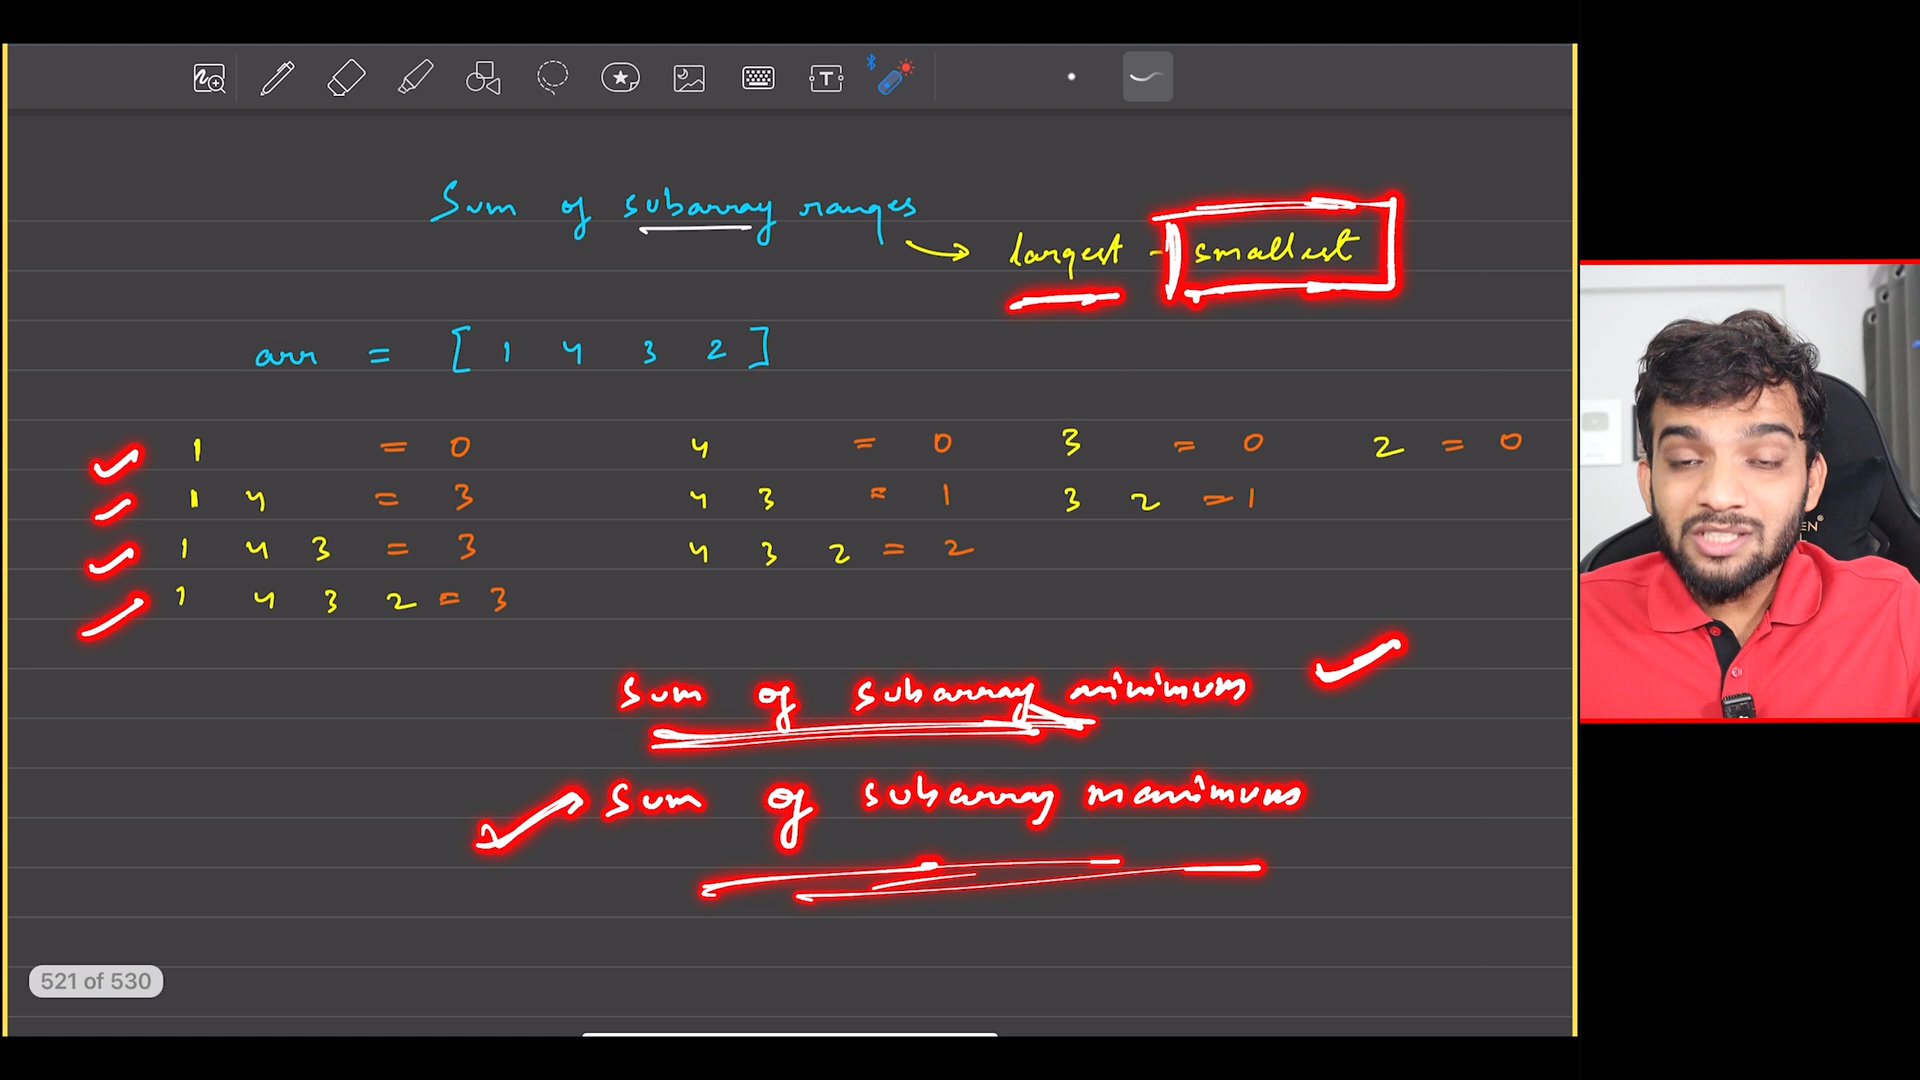 Sum of subarray ranges
largest - smallest
arr = [ 1 4 3 2 ]
1 = 0 4 = 0 3 = 0 2 = 0
1 4 = 3 4 3 = 1 3 2 = 1
1 4 3 = 3 4 3 2 = 2
1 4 3 2 = 3
Sum of subarray minimums
Sum of subarray maximums
521 of 530
EN®